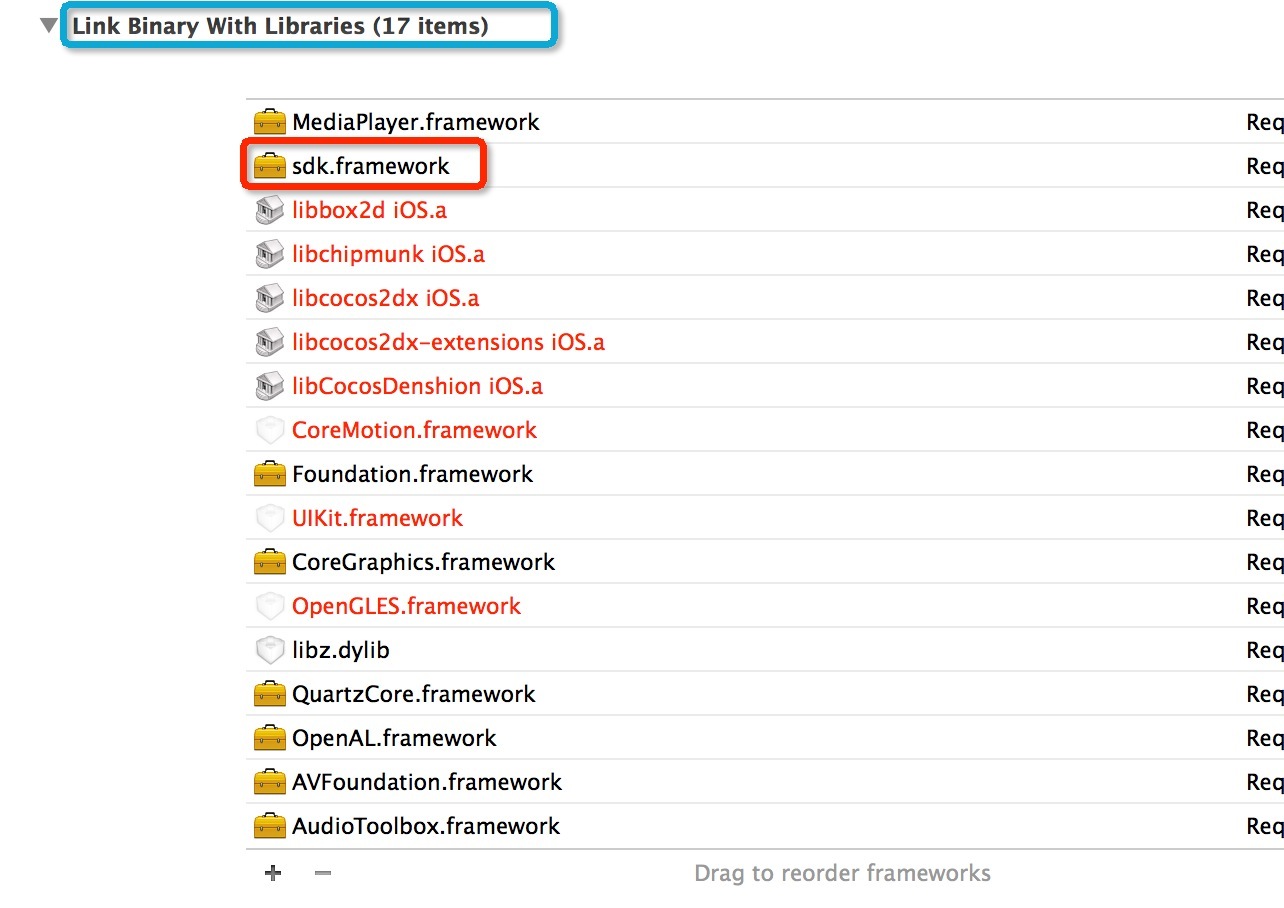 Link Binary With Libraries (17 items)
MediaPlayer.framework Req
sdk.framework Req
libbox2d iOS.a Req
libchipmunk iOS.a Req
libcocos2dx iOS.a Req
libcocos2dx-extensions iOS.a Req
libCocosDenshion iOS.a Req
CoreMotion.framework Req
Foundation.framework Req
UIKit.framework Req
CoreGraphics.framework Req
OpenGLES.framework Req
libz.dylib Req
QuartzCore.framework Req
OpenAL.framework Req
AVFoundation.framework Req
AudioToolbox.framework Req
Drag to reorder frameworks